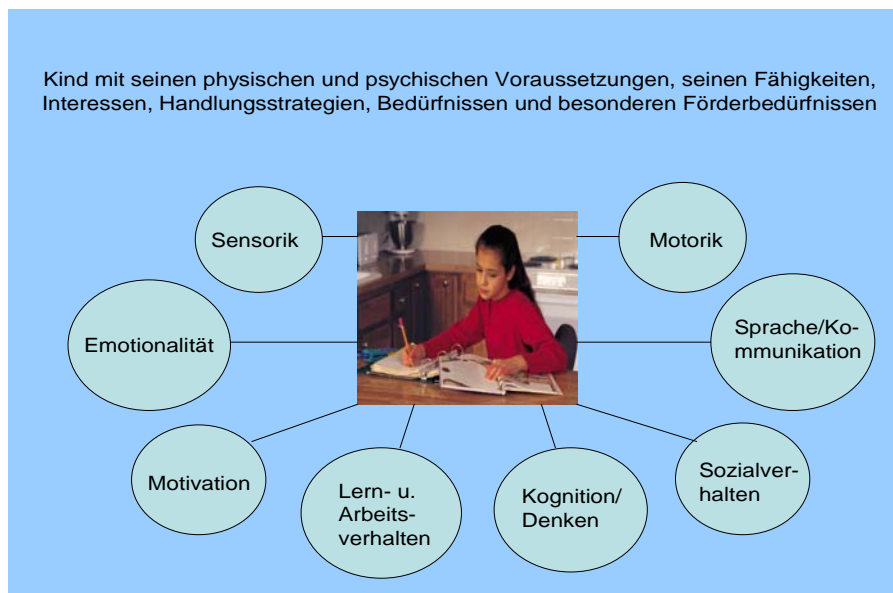 Kind mit seinen physischen und psychischen Voraussetzungen, seinen Fähigkeiten,
Interessen, Handlungsstrategien, Bedürfnissen und besonderen Förderbedürfnissen
Sensorik
Motorik
Emotionalität
Sprache/Ko-
mmunikation
Motivation
Lern- u.
Arbeits-
verhalten
Kognition/
Denken
Sozialver-
halten